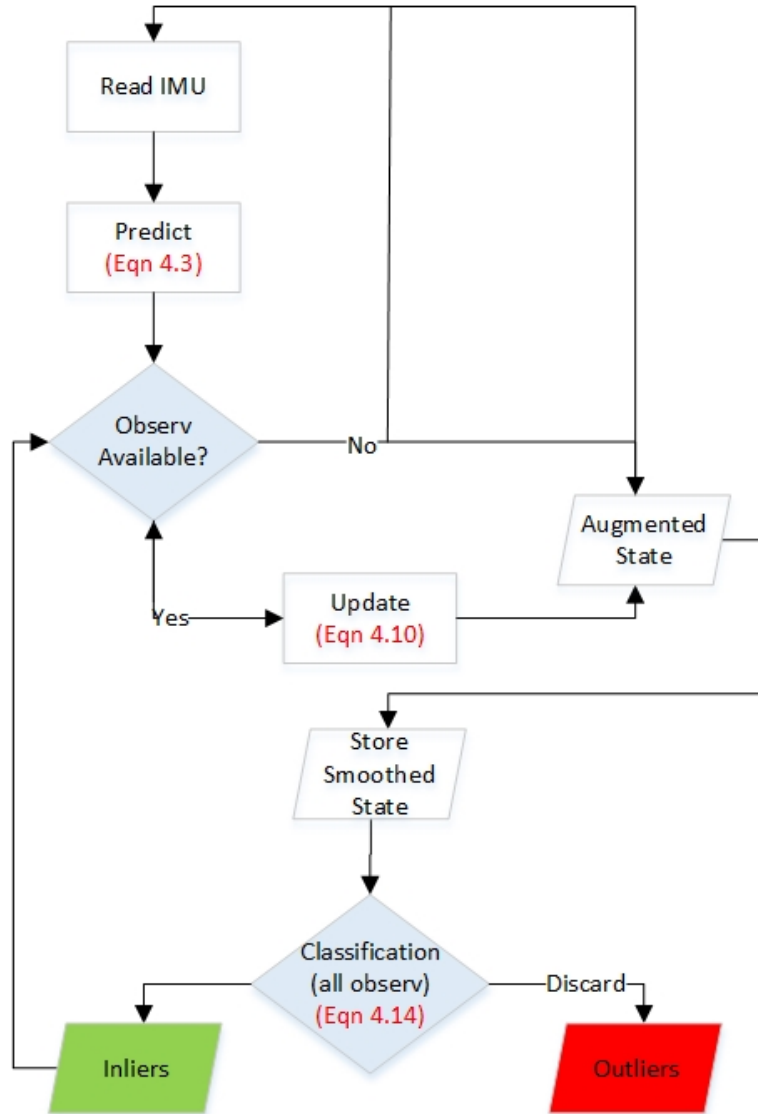 Read IMU
Predict
(Eqn 4.3)
Observ
Available?
No
Augmented
State
Yes
Update
(Eqn 4.10)
Store
Smoothed
State
Classification
(all observ)
(Eqn 4.14)
Discard
Inliers
Outliers